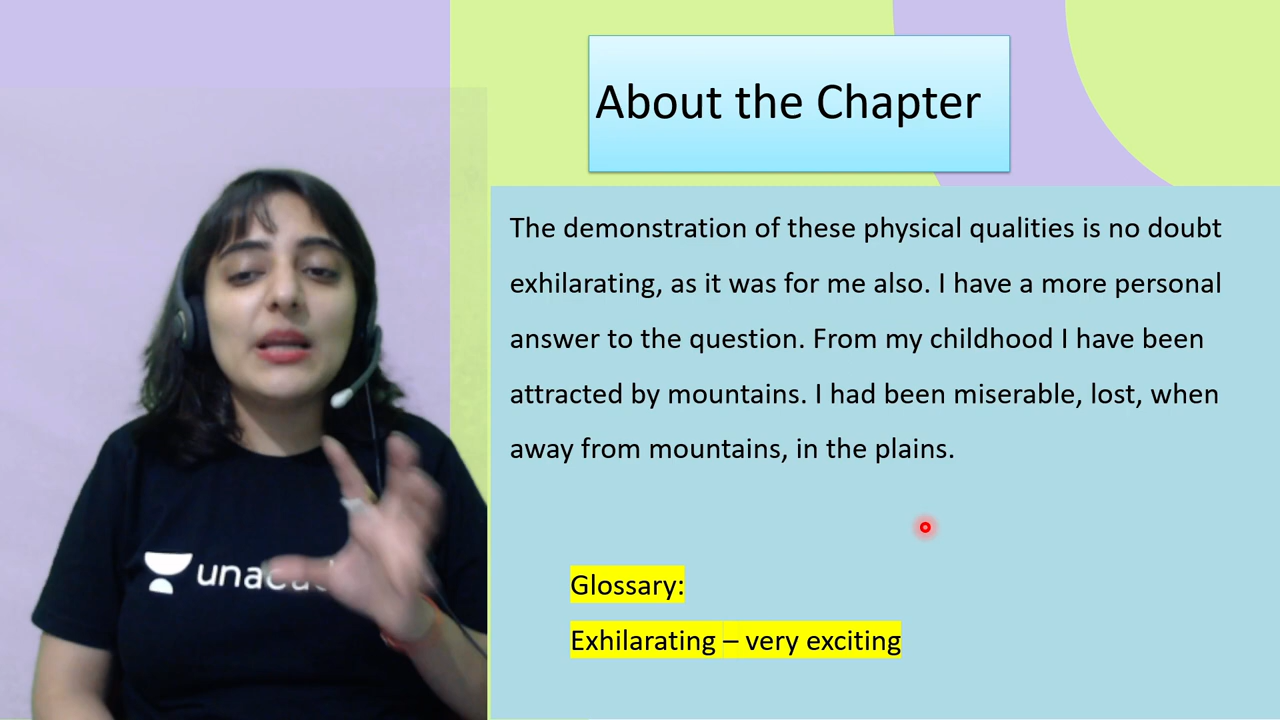 About the Chapter
The demonstration of these physical qualities is no doubt
exhilarating, as it was for me also. I have a more personal
answer to the question. From my childhood I have been
attracted by mountains. I had been miserable, lost, when
away from mountains, in the plains.
Glossary:
Exhilarating – very exciting